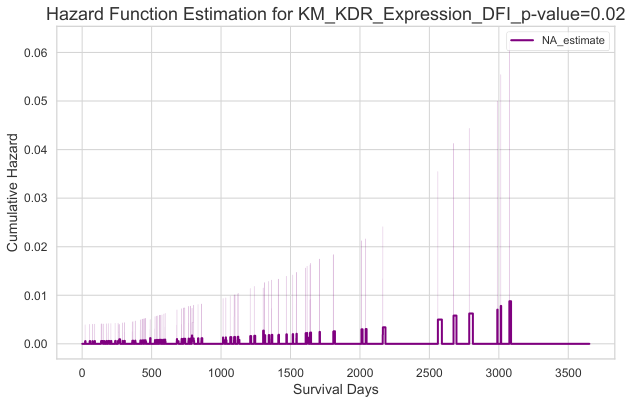 Hazard Function Estimation for KM_KDR_Expression_DFI_p-value=0.02
NA_estimate
0.06
0.05
0.04
0.03
0.02
0.01
0.00
Cumulative Hazard
0 500 1000 1500 2000 2500 3000 3500
Survival Days